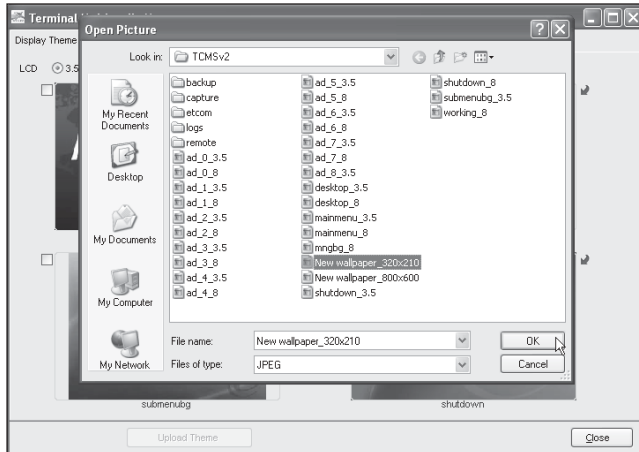 Terminal
Open Picture
Display Theme
LCD
3.5
Look in:
TCMSv2
My Recent Documents
Desktop
My Documents
My Computer
My Network
backup
capture
etcom
logs
remote
ad_0_3.5
ad_0_8
ad_1_3.5
ad_1_8
ad_2_3.5
ad_2_8
ad_3_3.5
ad_3_8
ad_4_3.5
ad_4_8
ad_5_3.5
ad_5_8
ad_6_3.5
ad_6_8
ad_7_3.5
ad_7_8
ad_8_3.5
desktop_3.5
desktop_8
mainmenu_3.5
mainmenu_8
mngbg_8
New wallpaper_320x210
New wallpaper_800x600
shutdown_3.5
shutdown_8
submenubg_3.5
working_8
File name:
New wallpaper_320x210
OK
Files of type:
JPEG
Cancel
submenubg
shutdown
Upload Theme
Close